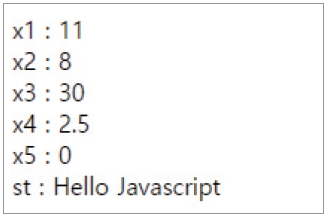 x1 : 11
x2 : 8
x3 : 30
x4 : 2.5
x5 : 0
st : Hello Javascript